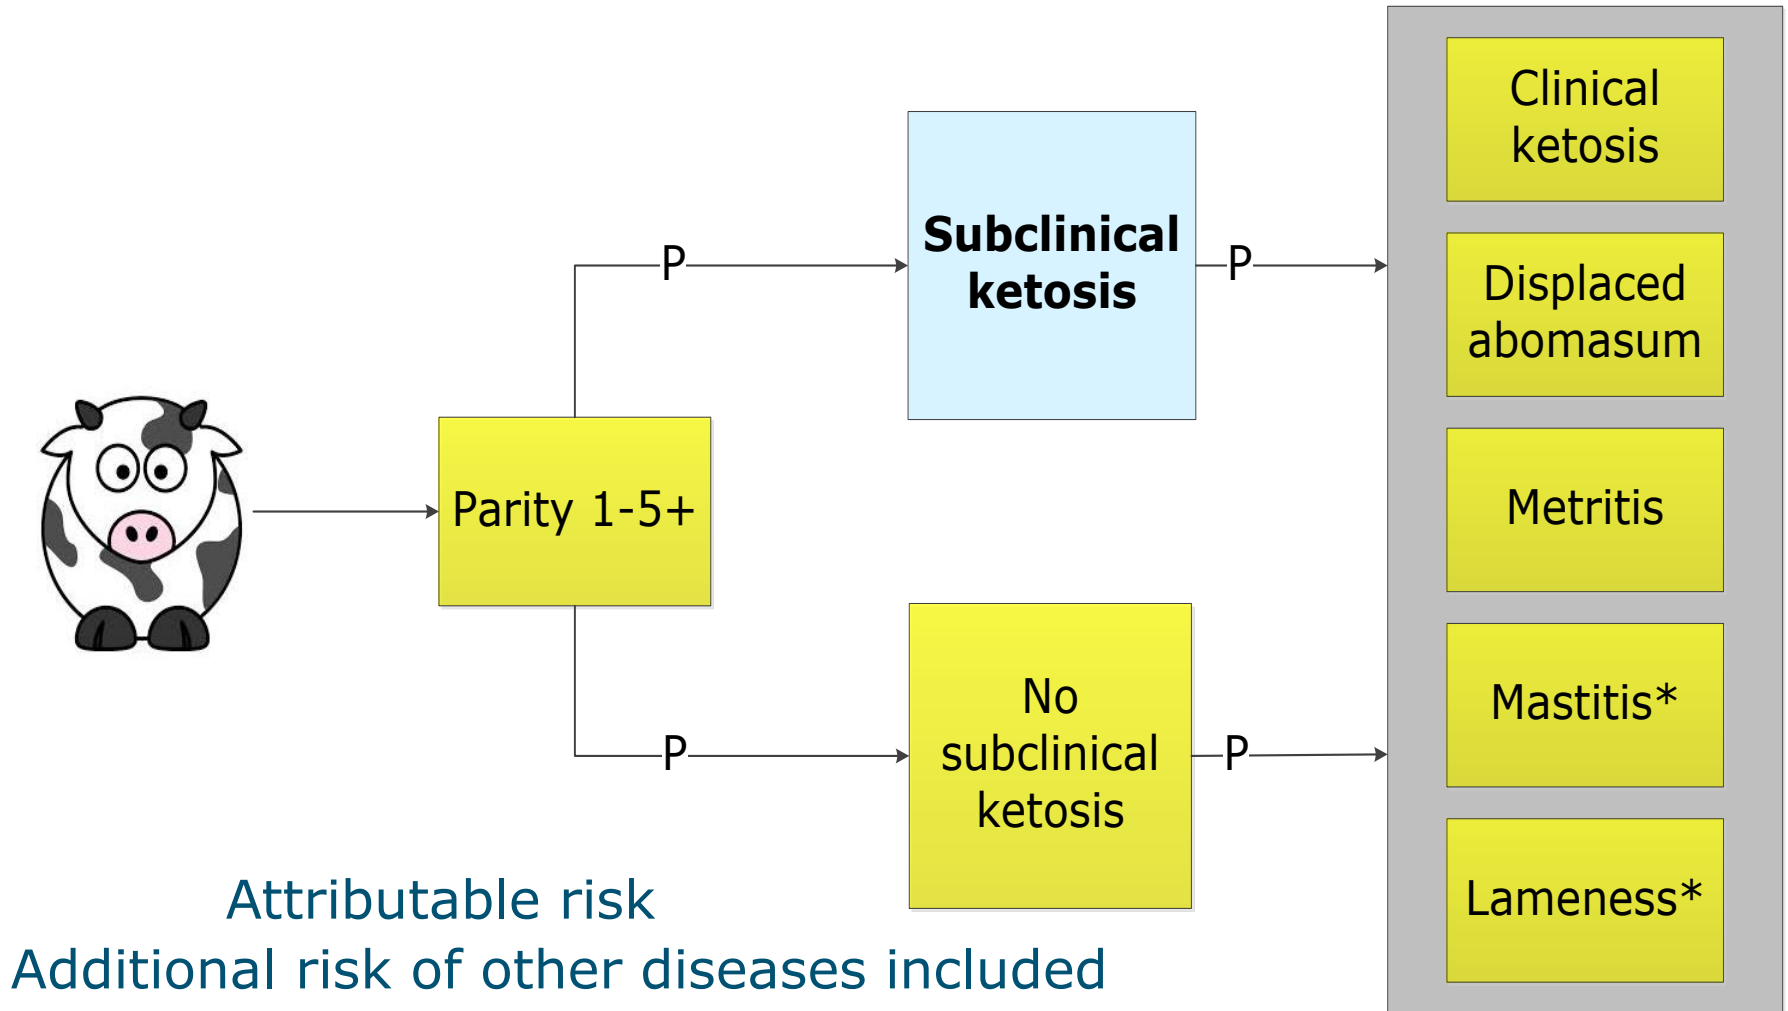 Clinical
ketosis
Subclinical
ketosis
P
P
Displaced
abomasum
Parity 1-5+
Metritis
No
subclinical
ketosis
P
P
Mastitis*
Lameness*
Attributable risk
Additional risk of other diseases included